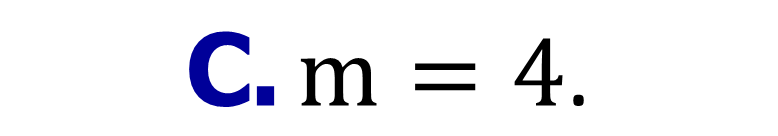 C. m = 4.